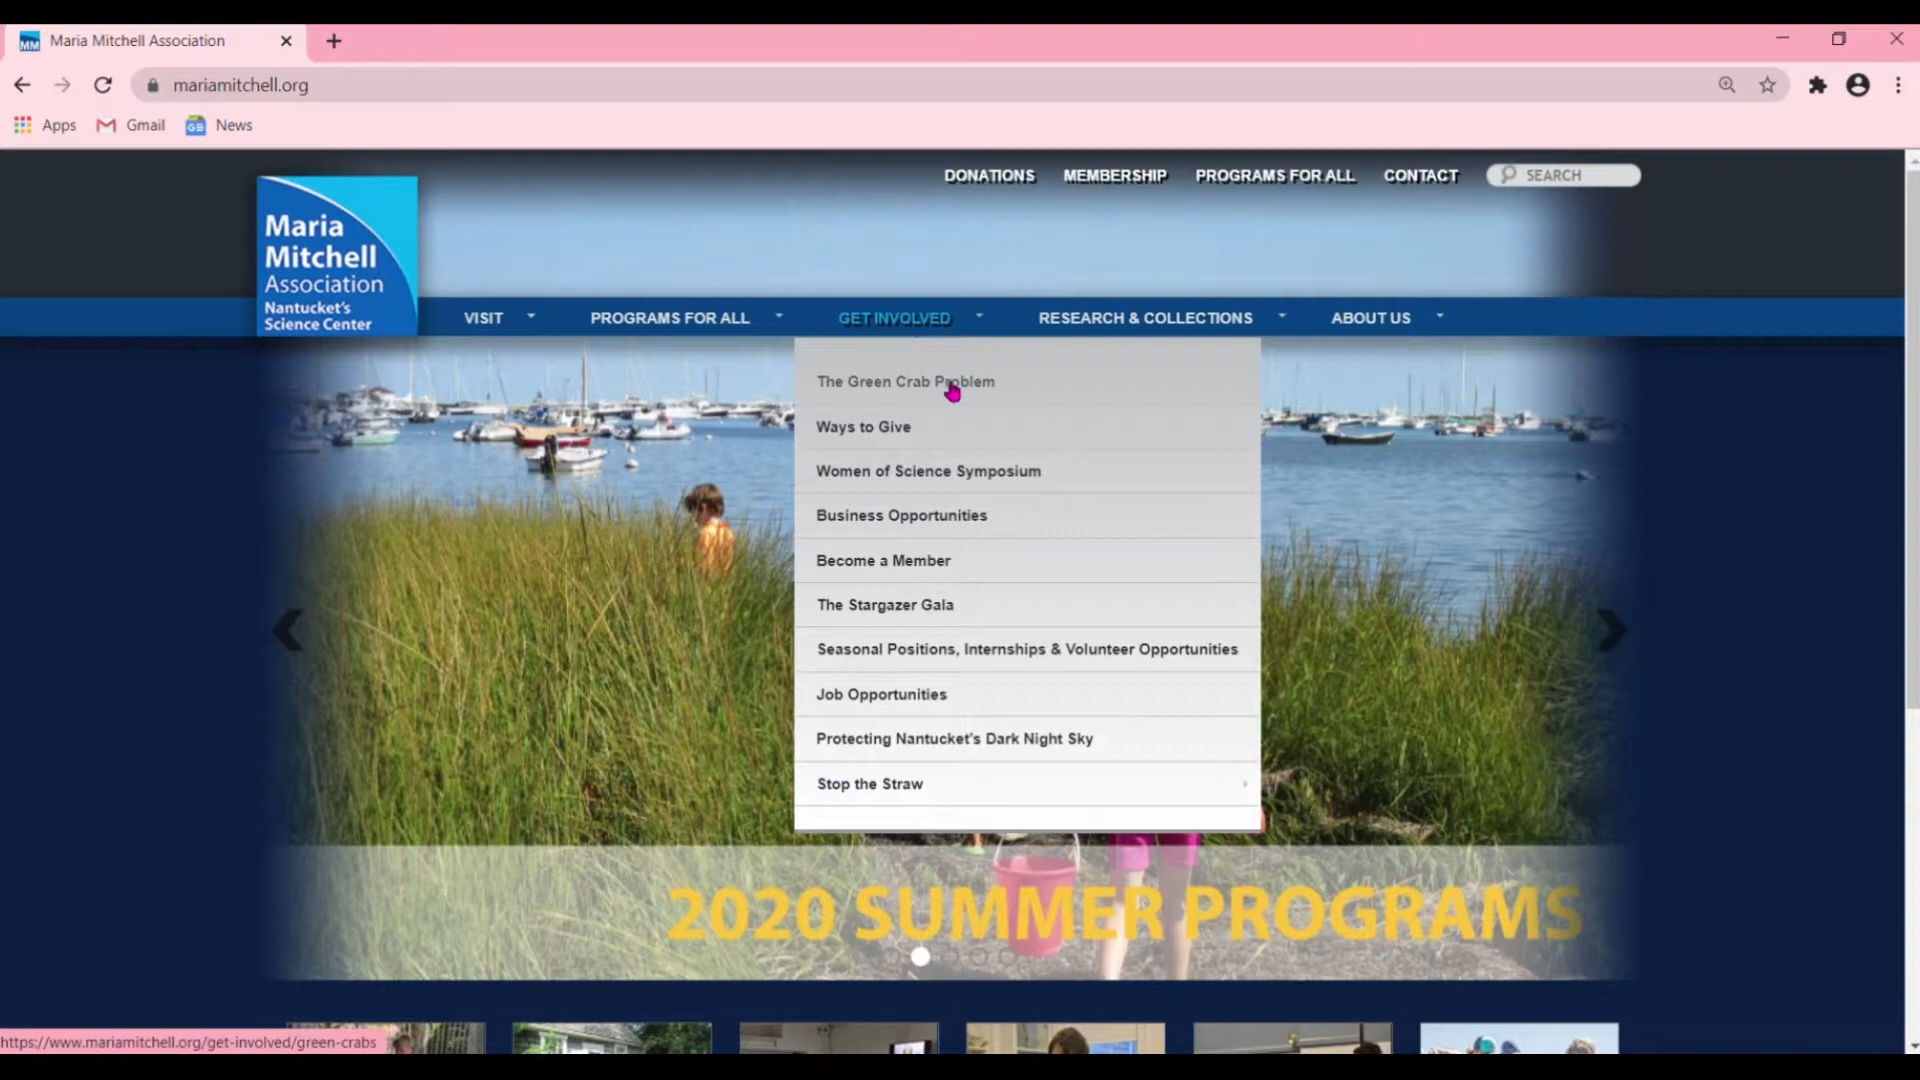 Maria Mitchell Association
mariamitchell.org
Apps Gmail News
DONATIONS MEMBERSHIP PROGRAMS FOR ALL CONTACT SEARCH
Maria
Mitchell
Association
Nantucket's
Science Center
VISIT PROGRAMS FOR ALL GET INVOLVED RESEARCH & COLLECTIONS ABOUT US
The Green Crab Problem
Ways to Give
Women of Science Symposium
Business Opportunities
Become a Member
The Stargazer Gala
Seasonal Positions, Internships & Volunteer Opportunities
Job Opportunities
Protecting Nantucket's Dark Night Sky
Stop the Straw
2020 SUMMER PROGRAMS
https://www.mariamitchell.org/get-involved/green-crabs